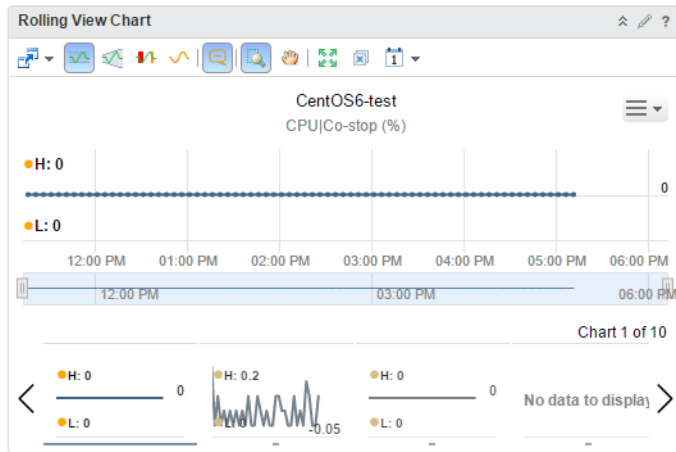 Rolling View Chart
?
1
CentOS6-test
CPU|Co-stop (%)
H: 0
0
L: 0
12:00 PM 01:00 PM 02:00 PM 03:00 PM 04:00 PM 05:00 PM 06:00 PM
12:00 PM 03:00 PM 06:00 PM
Chart 1 of 10
H: 0 H: 0.2 H: 0
0 0
No data to display
L: 0 L: 0 -0.05 L: 0